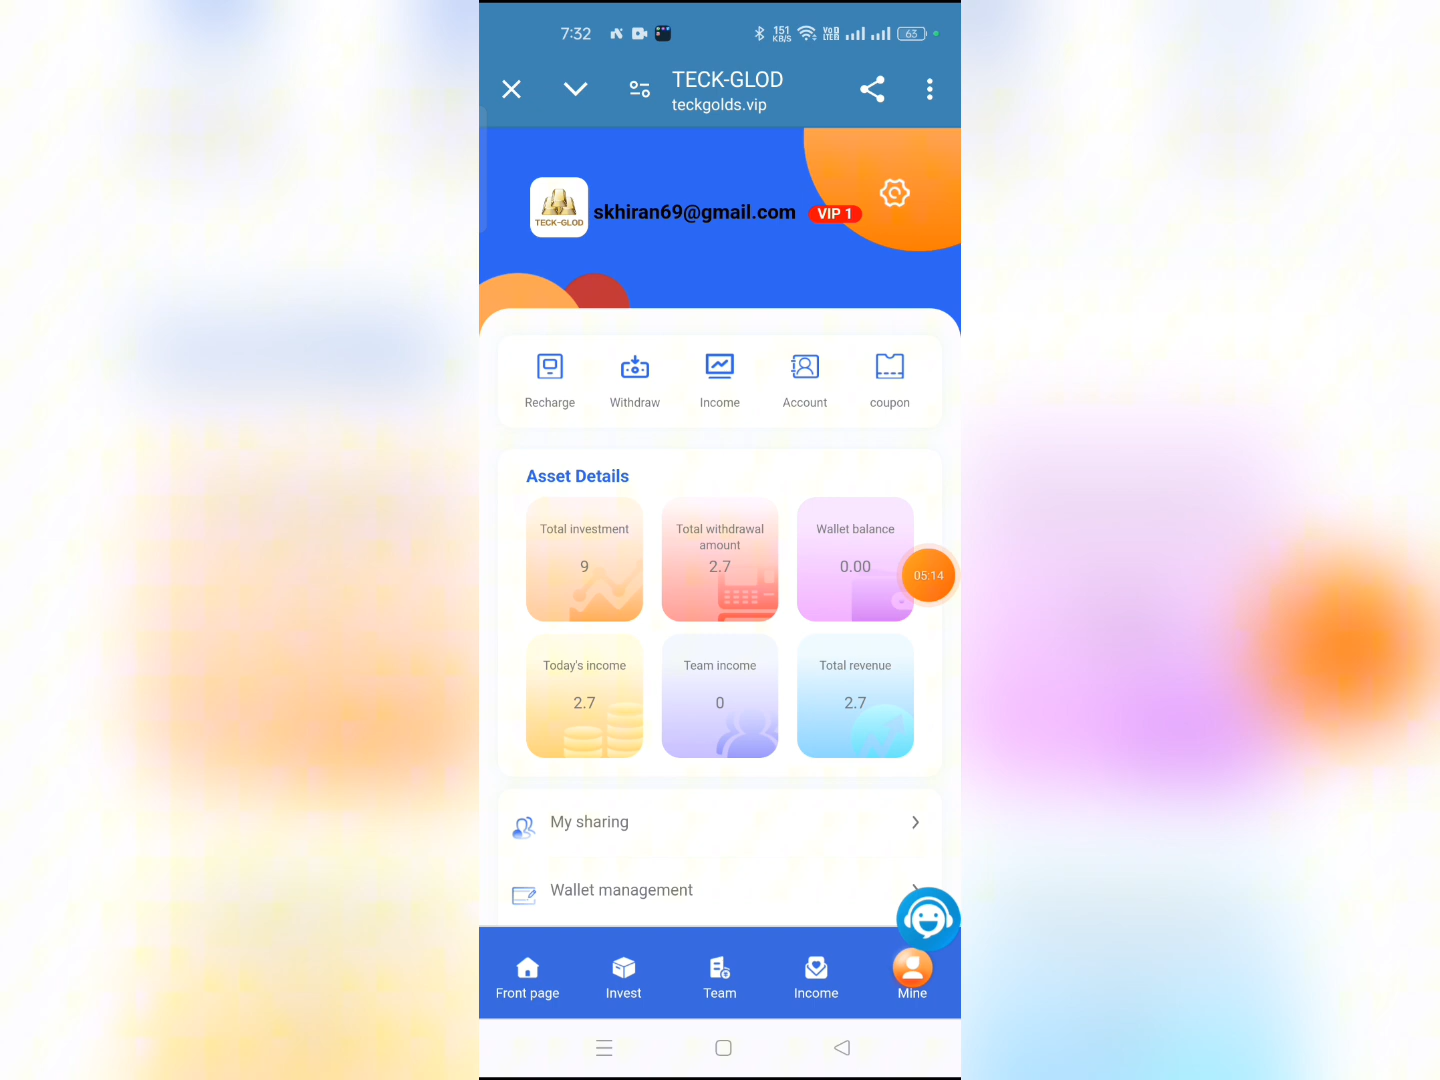 7:32
151
KB/S
63
TECK-GLOD
teckgolds.vip
TECK-GLOD
skhiran69@gmail.com
VIP 1
Recharge
Withdraw
Income
Account
coupon
Asset Details
Total investment
9
Total withdrawal
amount
2.7
Wallet balance
0.00
05:14
Today's income
2.7
Team income
0
Total revenue
2.7
My sharing
Wallet management
Front page
Invest
Team
Income
Mine